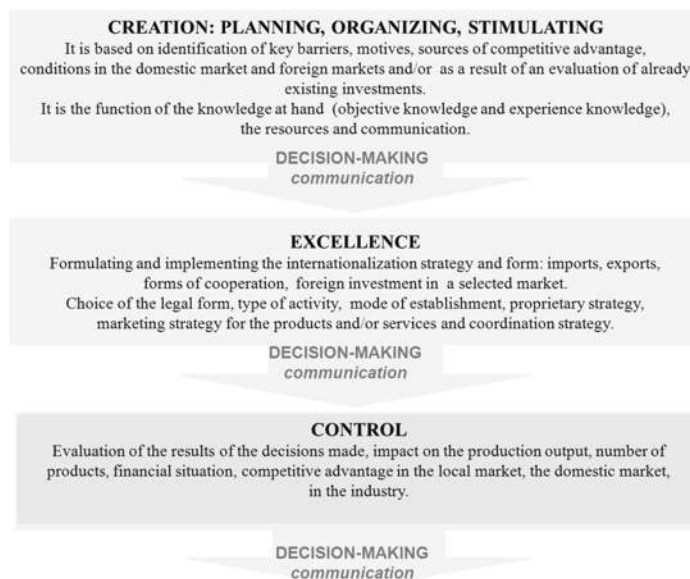 CREATION: PLANNING, ORGANIZING, STIMULATING
It is based on identification of key barriers, motives, sources of competitive advantage,
conditions in the domestic market and foreign markets and/or as a result of an evaluation of already
existing investments.
It is the function of the knowledge at hand (objective knowledge and experience knowledge),
the resources and communication.
DECISION-MAKING
communication
EXCELLENCE
Formulating and implementing the internationalization strategy and form: imports, exports,
forms of cooperation, foreign investment in a selected market.
Choice of the legal form, type of activity, mode of establishment, proprietary strategy,
marketing strategy for the products and/or services and coordination strategy.
DECISION-MAKING
communication
CONTROL
Evaluation of the results of the decisions made, impact on the production output, number of
products, financial situation, competitive advantage in the local market, the domestic market,
in the industry.
DECISION-MAKING
communication